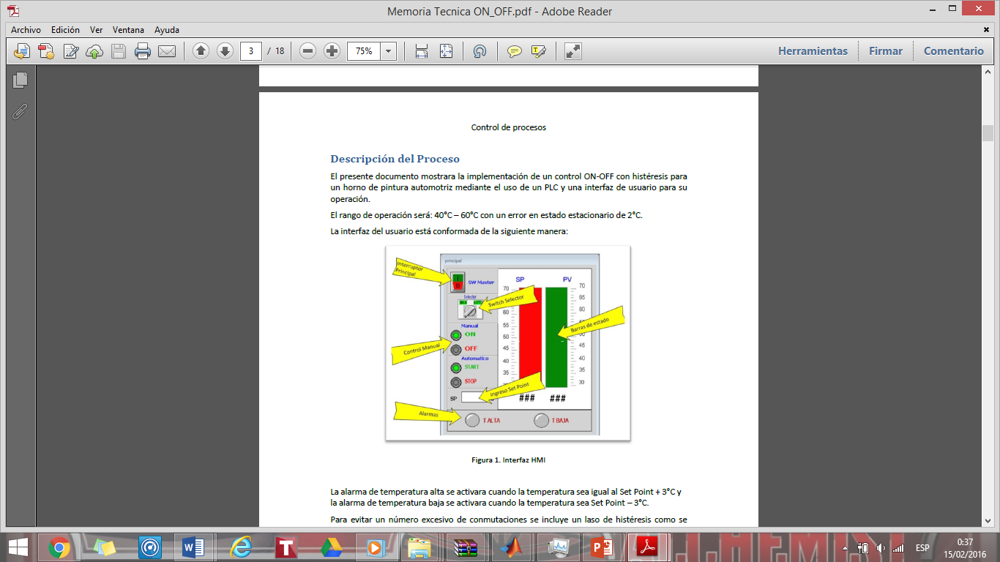 Memoria Tecnica ON_OFF.pdf - Adobe Reader
Archivo Edición Ver Ventana Ayuda
3 / 18 75% Herramientas Firmar Comentario
Control de procesos
Descripción del Proceso
El presente documento mostrara la implementación de un control ON-OFF con histéresis para
un horno de pintura automotriz mediante el uso de un PLC y una interfaz de usuario para su
operación.
El rango de operación será: 40°C – 60°C con un error en estado estacionario de 2°C.
La interfaz del usuario está conformada de la siguiente manera:
principal
Interruptor
Principal
SW Master
SP PV
Selector
MAN AUTO
Switch Selector
Manual
ON
OFF
Control Manual
Automatico
START
STOP
SP
Ingreso Set Point
Barras de estado
70
60
55
50
45
40
35
70
65
60
50
45
40
35
30
### ###
Alarmas
T ALTA T BAJA
Figura 1. Interfaz HMI
La alarma de temperatura alta se activara cuando la temperatura sea igual al Set Point + 3°C y
la alarma de temperatura baja se activara cuando la temperatura sea Set Point – 3°C.
Para evitar un número excesivo de conmutaciones se incluye un laso de histéresis como se
ESP
0:37
15/02/2016